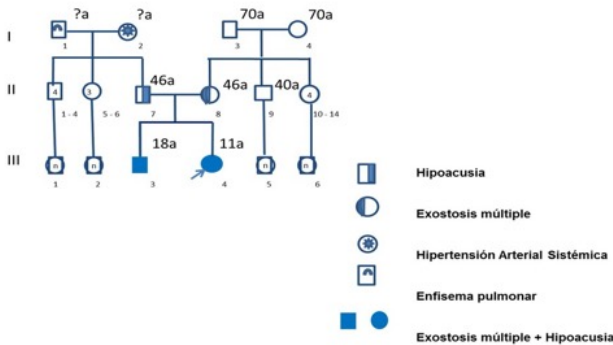 ?a ?a 70a 70a
I
1 2 3 4
46a 46a 40a
II
4 3 4
1 - 4 5 - 6 7 8 9 10 - 14
18a 11a
III
n n n n
1 2 3 4 5 6
Hipoacusia
Exostosis múltiple
Hipertensión Arterial Sistémica
Enfisema pulmonar
Exostosis múltiple + Hipoacusia